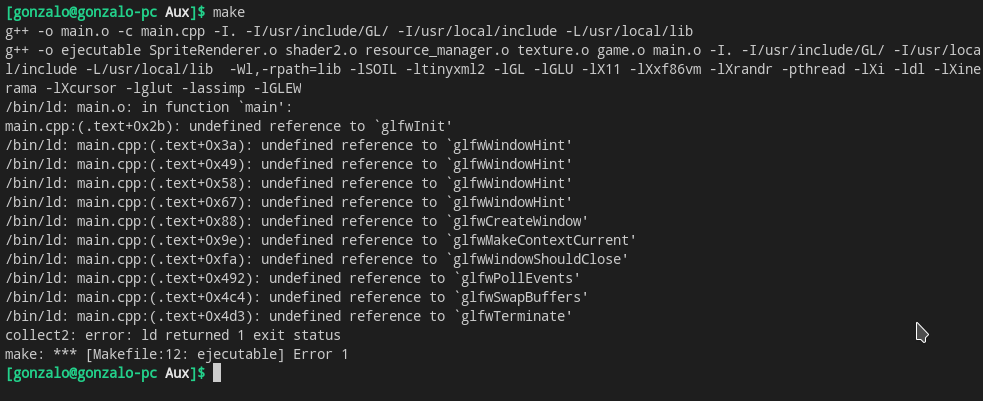 [gonzalo@gonzalo-pc Aux]$ make
g++ -o main.o -c main.cpp -I. -I/usr/include/GL/ -I/usr/local/include -L/usr/local/lib
g++ -o ejecutable SpriteRenderer.o shader2.o resource_manager.o texture.o game.o main.o -I. -I/usr/include/GL/ -I/usr/loca
l/include -L/usr/local/lib  -Wl,-rpath=lib -lSOIL -ltinyxml2 -lGL -lGLU -lX11 -lXxf86vm -lXrandr -pthread -lXi -ldl -lXine
rama -lXcursor -lglut -lassimp -lGLEW
/bin/ld: main.o: in function `main':
main.cpp:(.text+0x2b): undefined reference to `glfwInit'
/bin/ld: main.cpp:(.text+0x3a): undefined reference to `glfwWindowHint'
/bin/ld: main.cpp:(.text+0x49): undefined reference to `glfwWindowHint'
/bin/ld: main.cpp:(.text+0x58): undefined reference to `glfwWindowHint'
/bin/ld: main.cpp:(.text+0x67): undefined reference to `glfwWindowHint'
/bin/ld: main.cpp:(.text+0x88): undefined reference to `glfwCreateWindow'
/bin/ld: main.cpp:(.text+0x9e): undefined reference to `glfwMakeContextCurrent'
/bin/ld: main.cpp:(.text+0xfa): undefined reference to `glfwWindowShouldClose'
/bin/ld: main.cpp:(.text+0x492): undefined reference to `glfwPollEvents'
/bin/ld: main.cpp:(.text+0x4c4): undefined reference to `glfwSwapBuffers'
/bin/ld: main.cpp:(.text+0x4d3): undefined reference to `glfwTerminate'
collect2: error: ld returned 1 exit status
make: *** [Makefile:12: ejecutable] Error 1
[gonzalo@gonzalo-pc Aux]$